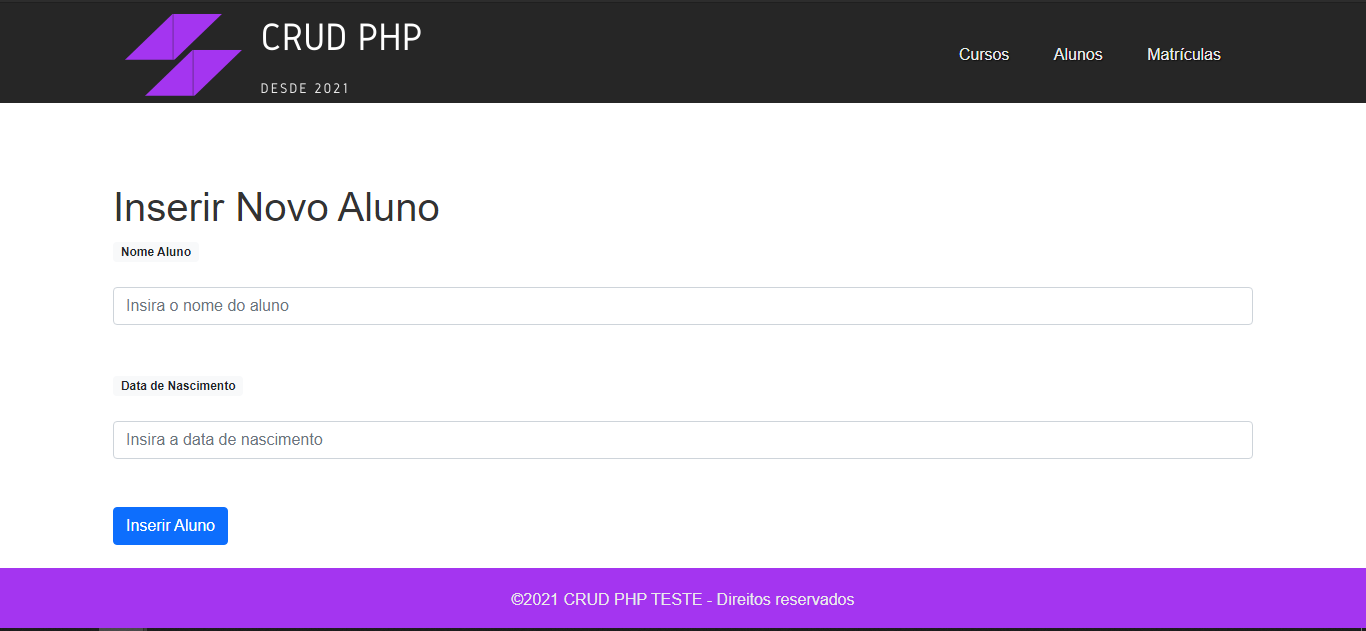 CRUD PHP
DESDE 2021
Cursos Alunos Matrículas
Inserir Novo Aluno
Nome Aluno
Insira o nome do aluno
Data de Nascimento
Insira a data de nascimento
Inserir Aluno
©2021 CRUD PHP TESTE - Direitos reservados